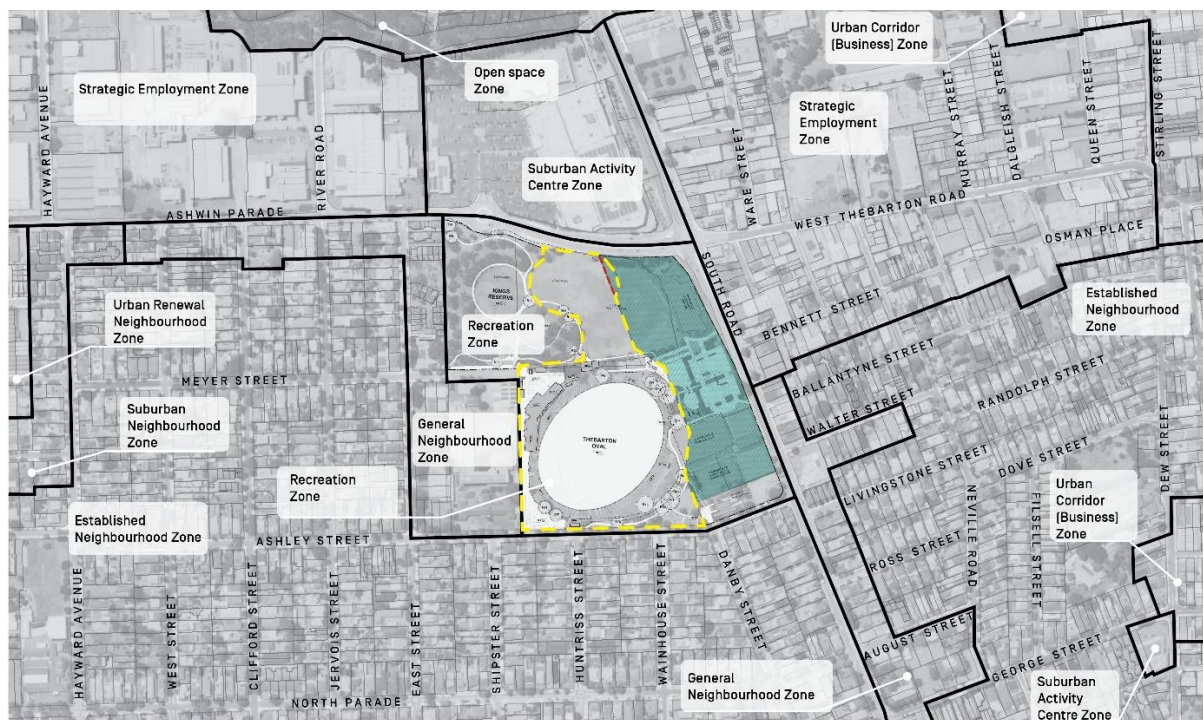 Strategic Employment Zone
Open space
Zone
Urban Corridor
(Business) Zone
Strategic
Employment
Zone
Suburban Activity
Centre Zone
HAYWARD AVENUE
RIVER ROAD
ASHWIN PARADE
WARE STREET
MURRAY STREET
DALGLEISH STREET
QUEEN STREET
STIRLING STREET
WEST THEBARTON ROAD
OSMAN PLACE
SOUTH ROAD
KINGS
RESERVE
Recreation
Zone
Urban Renewal
Neighbourhood
Zone
Established
Neighbourhood
Zone
BENNETT STREET
BALLANTYNE STREET
RANDOLPH STREET
WALTER STREET
MEYER STREET
Suburban
Neighbourhood
Zone
General
Neighbourhood
Zone
THEBARTON
OVAL
LIVINGSTONE STREET
DOVE STREET
DEW STREET
Recreation
Zone
Urban
Corridor
(Business)
Zone
Established
Neighbourhood Zone
ASHLEY STREET
ROSS STREET
NEVILLE ROAD
FILSELL STREET
HAYWARD AVENUE
WEST STREET
CLIFFORD STREET
JERVOIS STREET
EAST STREET
SHIPSTER STREET
HUNTRISS STREET
WAINHOUSE STREET
DANBY STREET
AUGUST STREET
GEORGE STREET
General
Neighbourhood Zone
Suburban
Activity
Centre Zone
NORTH PARADE